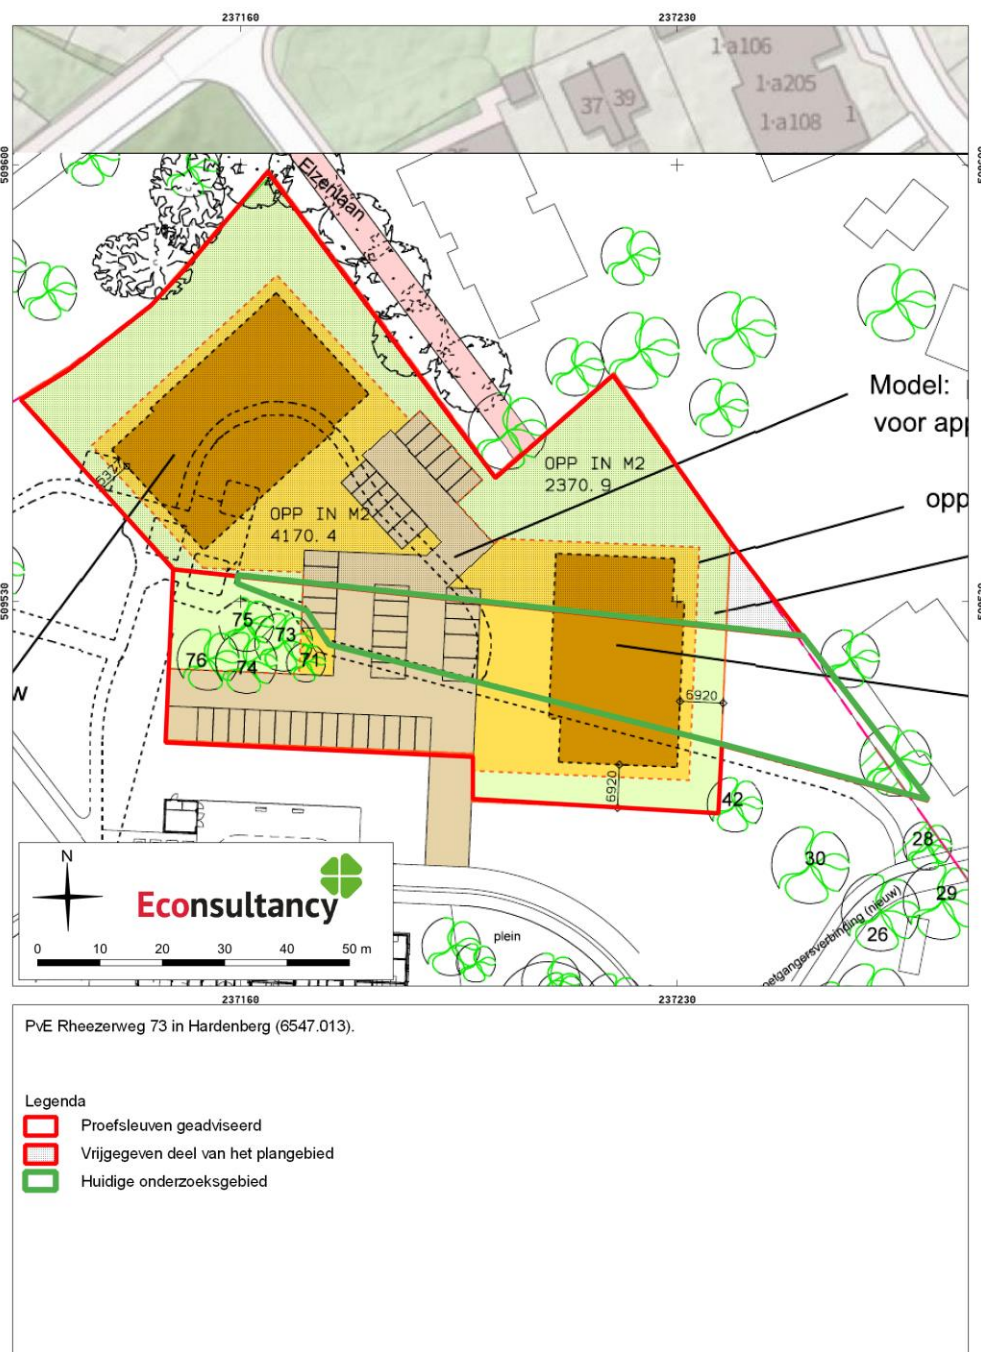 237160 237230
1-a106
1-a205
37 39
1-a108 1
509600
Elzenlaan
Model:
voor app
OPP IN M2
2370.9
opp
OPP IN M2
4170.4
509530
75
73
76
74
71
W
6920
6920
42
30
28
29
26
N
Econsultancy
0 10 20 30 40 50 m
plein
oetgangersverbinding (nieuw)
237160 237230
PvE Rheezerweg 73 in Hardenberg (6547.013).
Legenda
Proefsleuven geadviseerd
Vrijgegeven deel van het plangebied
Huidige onderzoeksgebied